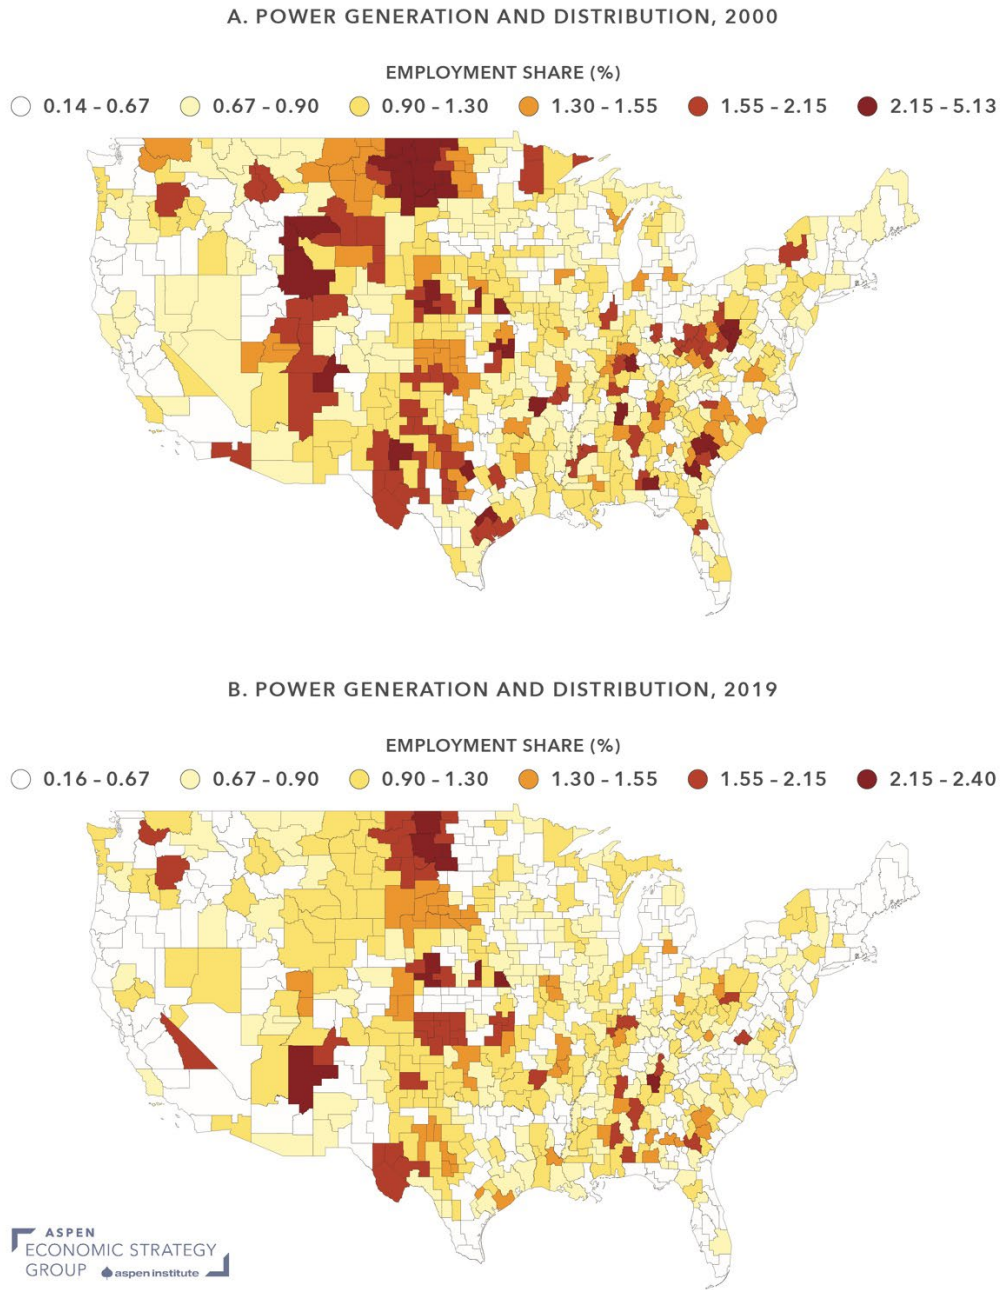 A. POWER GENERATION AND DISTRIBUTION, 2000
EMPLOYMENT SHARE (%)
0.14 – 0.67 0.67 – 0.90 0.90 – 1.30 1.30 – 1.55 1.55 – 2.15 2.15 – 5.13
B. POWER GENERATION AND DISTRIBUTION, 2019
EMPLOYMENT SHARE (%)
0.16 – 0.67 0.67 – 0.90 0.90 – 1.30 1.30 – 1.55 1.55 – 2.15 2.15 – 2.40
ASPEN
ECONOMIC STRATEGY
GROUP aspen institute